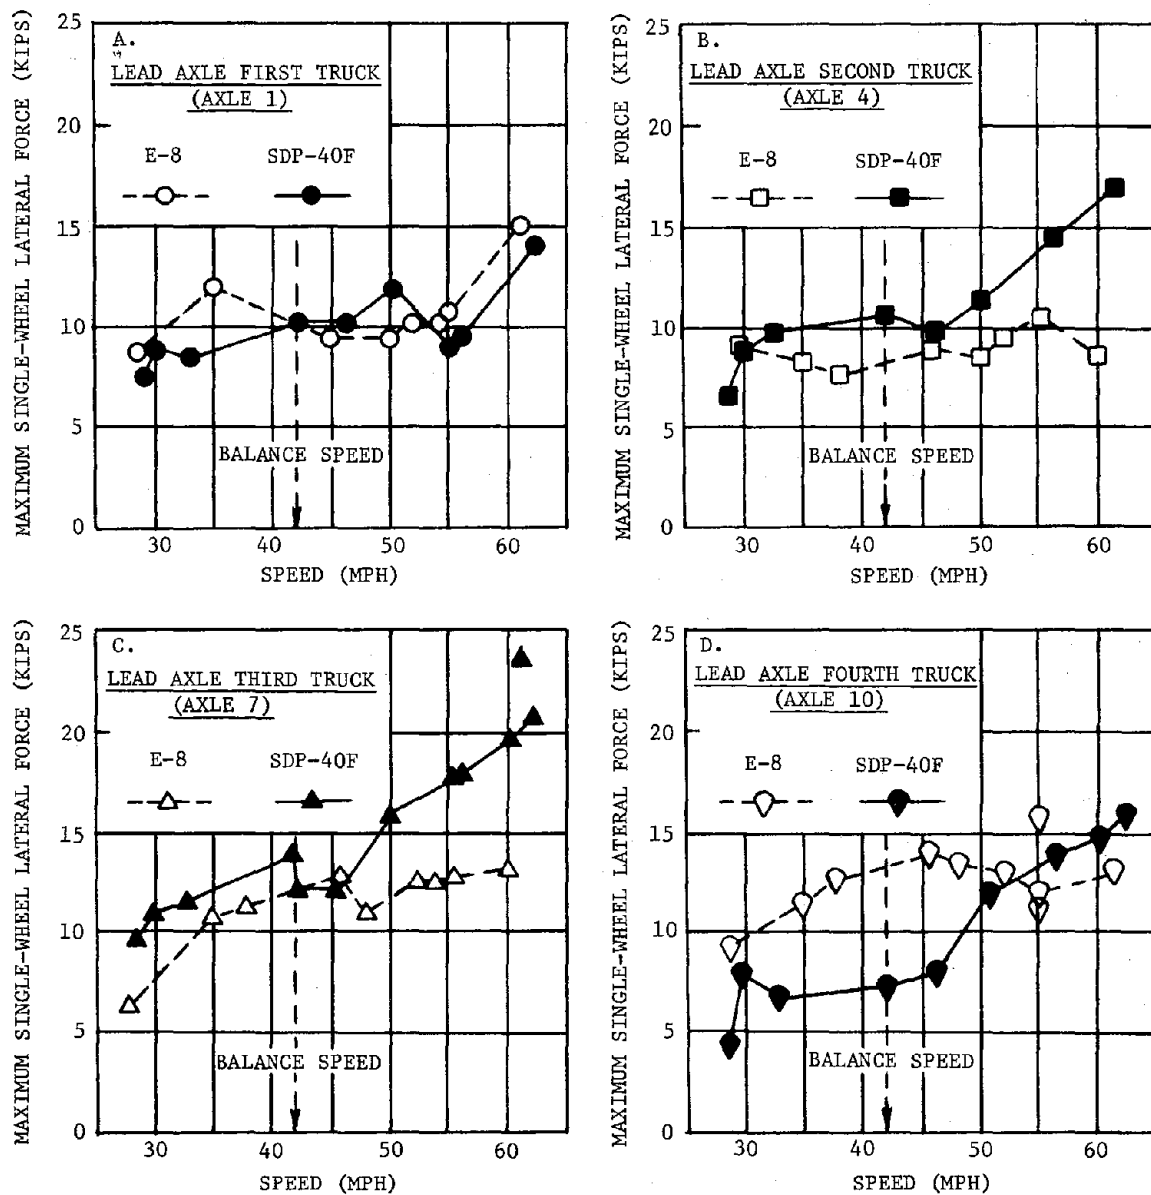 MAXIMUM SINGLE-WHEEL LATERAL FORCE (KIPS)
25
20
15
10
5
0
A.
LEAD AXLE FIRST TRUCK
(AXLE 1)
E-8 SDP-40F
BALANCE SPEED
30 40 50 60
SPEED (MPH)
MAXIMUM SINGLE-WHEEL LATERAL FORCE (KIPS)
25
20
15
10
5
0
B.
LEAD AXLE SECOND TRUCK
(AXLE 4)
E-8 SDP-40F
BALANCE SPEED
30 40 50 60
SPEED (MPH)
MAXIMUM SINGLE-WHEEL LATERAL FORCE (KIPS)
25
20
15
10
5
0
C.
LEAD AXLE THIRD TRUCK
(AXLE 7)
E-8 SDP-40F
BALANCE SPEED
30 40 50 60
SPEED (MPH)
MAXIMUM SINGLE-WHEEL LATERAL FORCE (KIPS)
25
20
15
10
5
0
D.
LEAD AXLE FOURTH TRUCK
(AXLE 10)
E-8 SDP-40F
BALANCE SPEED
30 40 50 60
SPEED (MPH)